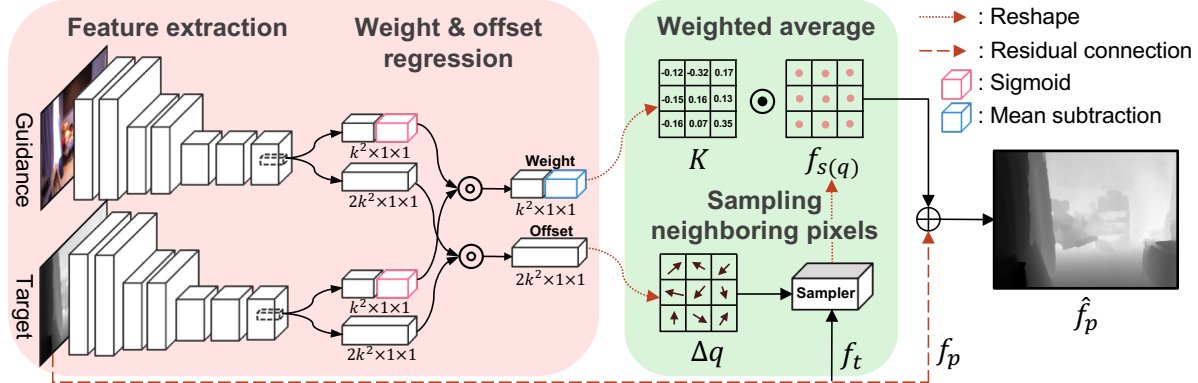 Feature extraction
Weight & offset
regression
Weighted average
: Reshape
: Residual connection
: Sigmoid
: Mean subtraction
Guidance
k²×1×1
2k²×1×1
Weight
k²×1×1
Offset
2k²×1×1
-0.12 -0.32 0.17
-0.15 0.16 0.13
-0.16 0.07 0.35
K
f_{s(q)}
Sampling
neighboring pixels
Target
k²×1×1
2k²×1×1
Sampler
Δq
f_t
f_p
f̂_p